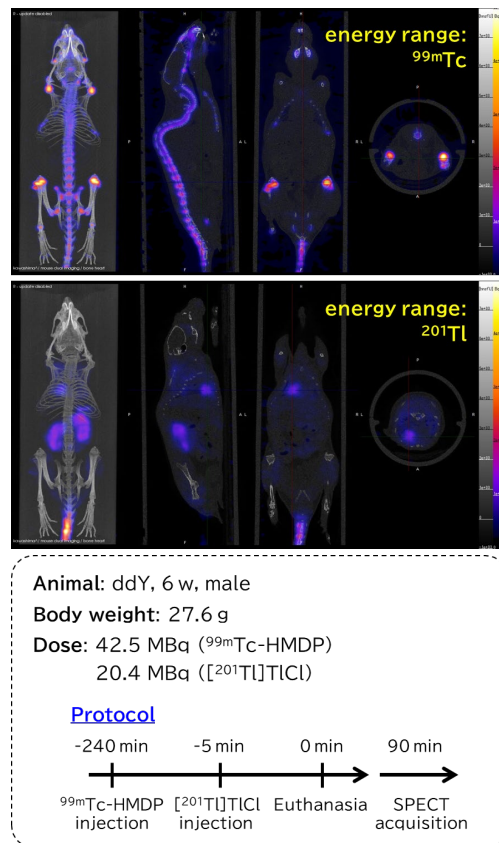 energy range:
99mTc
energy range:
201Tl
Animal: ddY, 6 w, male
Body weight: 27.6 g
Dose: 42.5 MBq (99mTc-HMDP)
20.4 MBq ([201Tl]TlCl)
Protocol
-240 min -5 min 0 min 90 min
99mTc-HMDP [201Tl]TlCl Euthanasia SPECT
injection injection acquisition